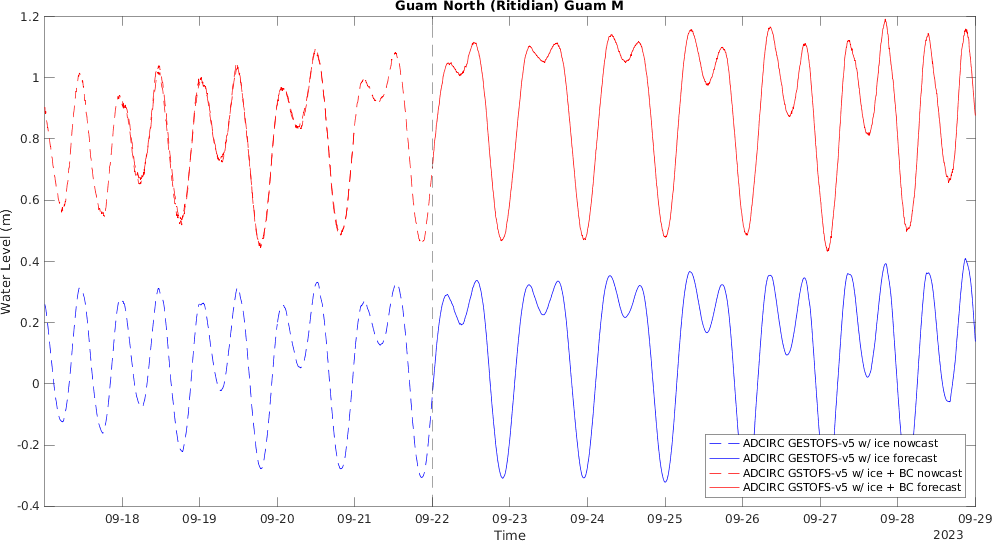 Guam North (Ritidian) Guam M
1.2
1
0.8
0.6
0.4
0.2
0
-0.2
-0.4
Water Level (m)
ADCIRC GESTOFS-v5 w/ ice nowcast
ADCIRC GESTOFS-v5 w/ ice forecast
ADCIRC GSTOFS-v5 w/ ice + BC nowcast
ADCIRC GSTOFS-v5 w/ ice + BC forecast
09-18 09-19 09-20 09-21 09-22 09-23 09-24 09-25 09-26 09-27 09-28 09-29
Time
2023